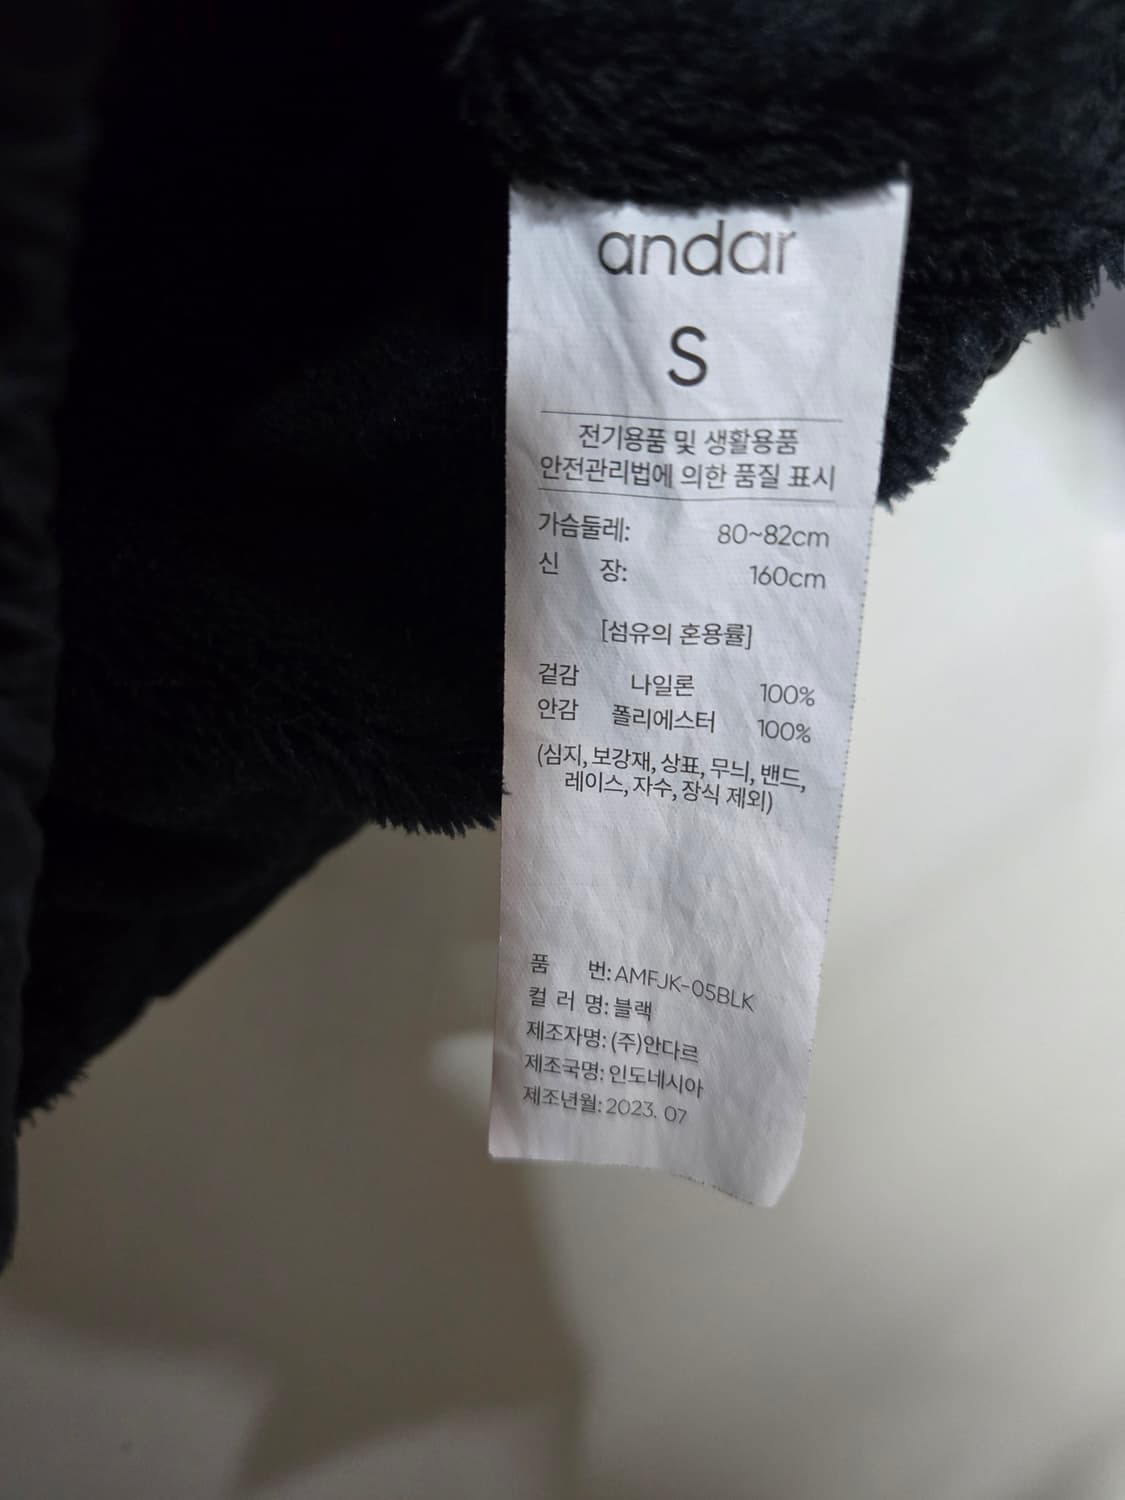 andar
S
전기용품 및 생활용품
안전관리법에 의한 품질 표시
가슴둘레: 80~82cm
신 장: 160cm
[섬유의 혼용률]
겉감 나일론 100%
안감 폴리에스터 100%
(심지, 보강재, 상표, 무늬, 밴드,
레이스, 자수, 장식 제외)
품 번: AMFJK-05BLK
컬 러 명: 블랙
제조자명: (주)안다르
제조국명: 인도네시아
제조년월: 2023. 07